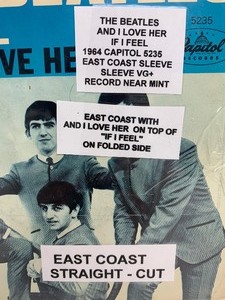 THE BEATLES
AND I LOVE HER
IF I FEEL
1964 CAPITOL 5235
EAST COAST SLEEVE
SLEEVE VG+
RECORD NEAR MINT
5235
Capitol
RECORDS
VE HER
EAST COAST WITH
AND I LOVE HER ON TOP OF
"IF I FEEL"
ON FOLDED SIDE
EAST COAST
STRAIGHT - CUT